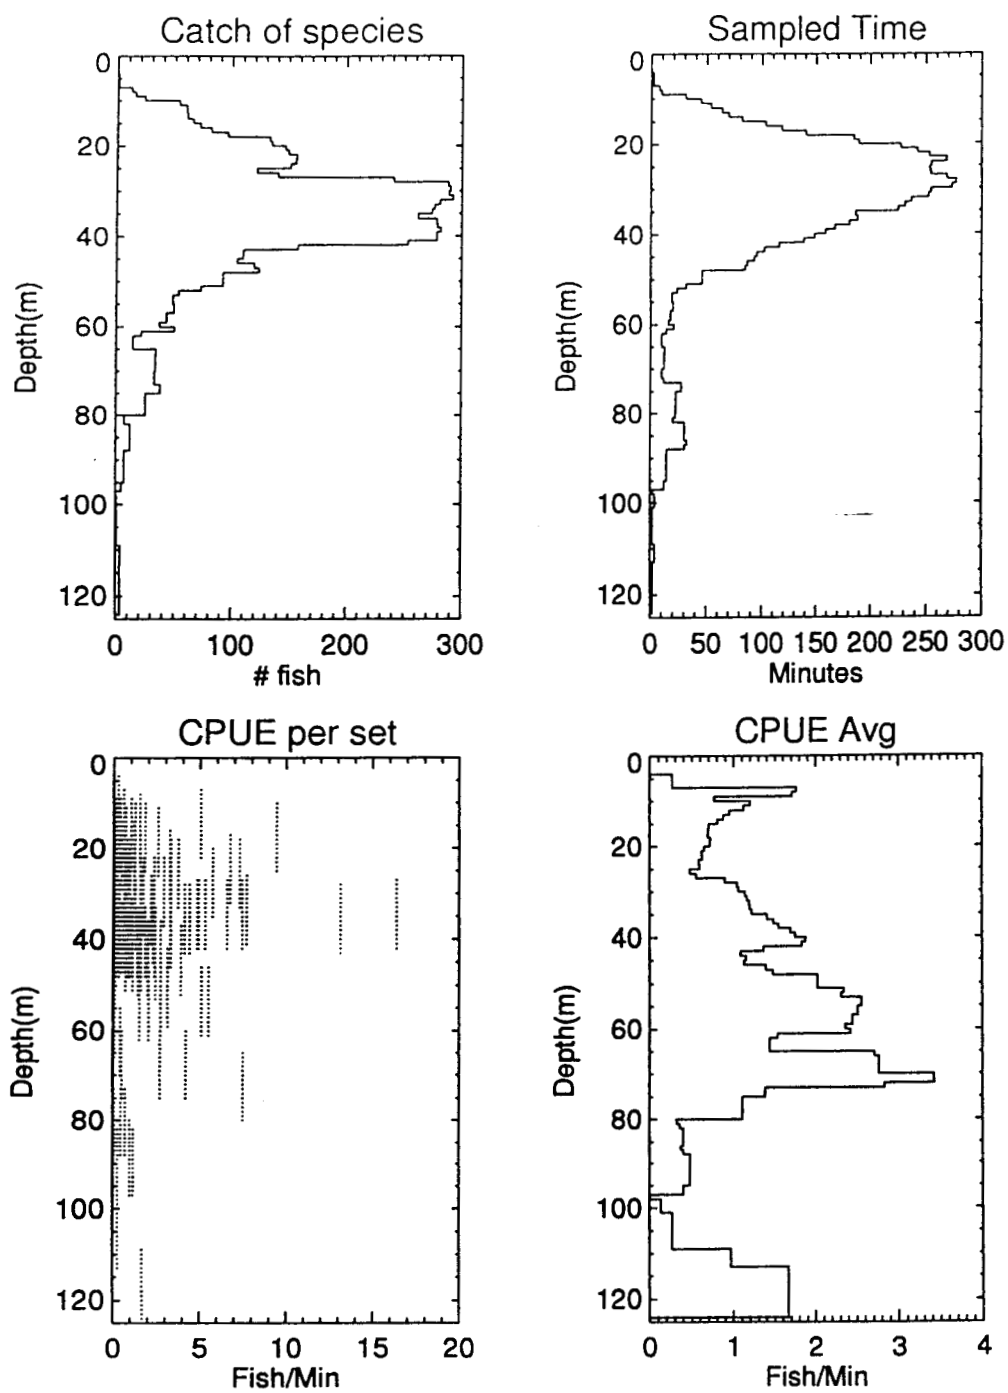 Catch of species
0
20
40
60
80
100
120
Depth(m)
0 100 200 300
# fish
Sampled Time
0
20
40
60
80
100
120
Depth(m)
0 50 100 150 200 250 300
Minutes
CPUE per set
0
20
40
60
80
100
120
Depth(m)
0 5 10 15 20
Fish/Min
CPUE Avg
0
20
40
60
80
100
120
Depth(m)
0 1 2 3 4
Fish/Min